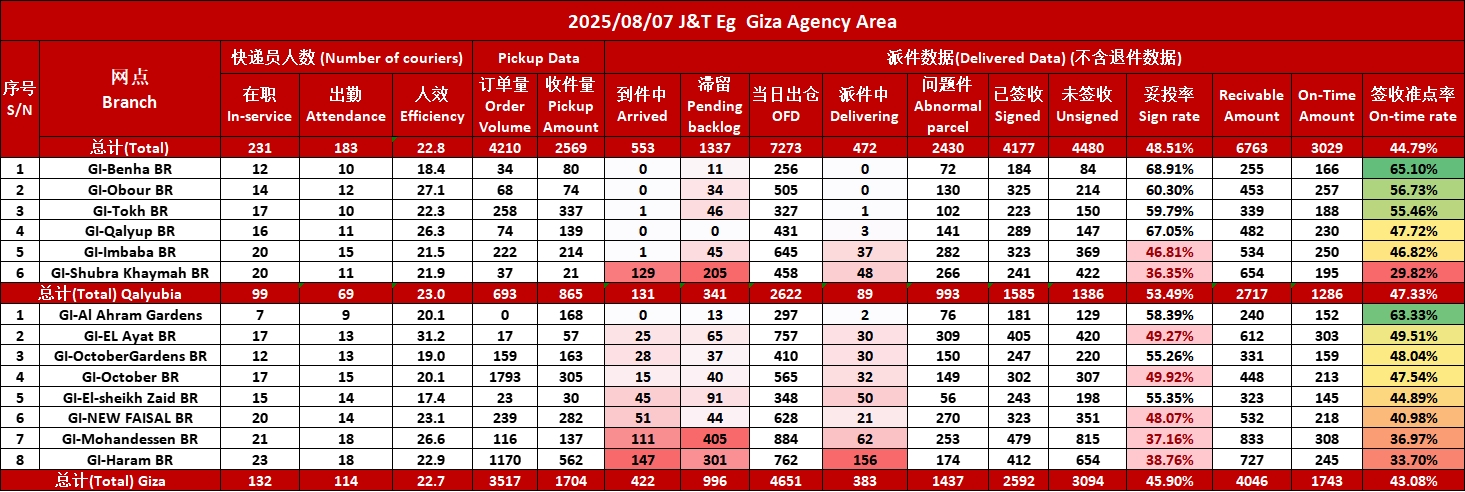 2025/08/07 J&T Eg  Giza Agency Area
序号 S/N 网点 Branch 快递员人数 (Number of couriers) Pickup Data 派件数据(Delivered Data) (不含退件数据)
在职 In-service 出勤 Attendance 人效 Efficiency 订单量 Order Volume 收件量 Pickup Amount 到件中 Arrived 滞留 Pending backlog 当日出仓 OFD 派件中 Delivering 问题件 Abnormal parcel 已签收 Signed 未签收 Unsigned 妥投率 Sign rate Recivable Amount On-Time Amount 签收准点率 On-time rate
总计(Total) 231 183 22.8 4210 2569 553 1337 7273 472 2430 4177 4480 48.51% 6763 3029 44.79%
1 GI-Benha BR 12 10 18.4 34 80 0 11 256 0 72 184 84 68.91% 255 166 65.10%
2 GI-Obour BR 14 12 27.1 68 74 0 34 505 0 130 325 214 60.30% 453 257 56.73%
3 GI-Tokh BR 17 10 22.3 258 337 1 46 327 1 102 223 150 59.79% 339 188 55.46%
4 GI-Qalyup BR 16 11 26.3 74 139 0 0 431 3 141 289 147 67.05% 482 230 47.72%
5 GI-Imbaba BR 20 15 21.5 222 214 1 45 645 37 282 323 369 46.81% 534 250 46.82%
6 GI-Shubra Khaymah BR 20 11 21.9 37 21 129 205 458 48 266 241 422 36.35% 654 195 29.82%
总计(Total) Qalyubia 99 69 23.0 693 865 131 341 2622 89 993 1585 1386 53.49% 2717 1286 47.33%
1 GI-Al Ahram Gardens 7 9 20.1 0 168 0 13 297 2 76 181 129 58.39% 240 152 63.33%
2 GI-EL Ayat BR 17 13 31.2 17 57 25 65 757 30 309 405 420 49.27% 612 303 49.51%
3 GI-OctoberGardens BR 12 13 19.0 159 163 28 37 410 30 150 247 220 55.26% 331 159 48.04%
4 GI-October BR 17 15 20.1 1793 305 15 40 565 32 149 302 307 49.92% 448 213 47.54%
5 GI-El-sheikh Zaid BR 15 14 17.4 23 30 45 91 348 50 56 243 198 55.35% 323 145 44.89%
6 GI-NEW FAISAL BR 20 14 23.1 239 282 51 44 628 21 270 323 351 48.07% 532 218 40.98%
7 GI-Mohandessen BR 21 18 26.6 116 137 111 405 884 62 253 479 815 37.16% 833 308 36.97%
8 GI-Haram BR 23 18 22.9 1170 562 147 301 762 156 174 412 654 38.76% 727 245 33.70%
总计(Total) Giza 132 114 22.7 3517 1704 422 996 4651 383 1437 2592 3094 45.90% 4046 1743 43.08%